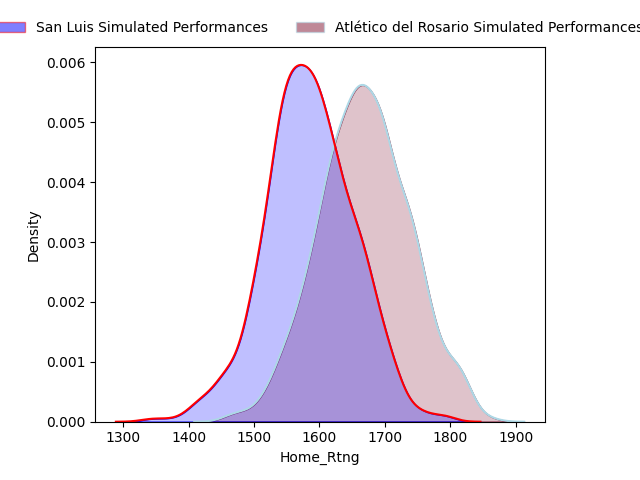 San Luis Simulated Performances   Atlético del Rosario Simulated Performances
0.006
0.005
0.004
0.003
0.002
0.001
0.000
Density
1300 1400 1500 1600 1700 1800 1900
Home_Rtng